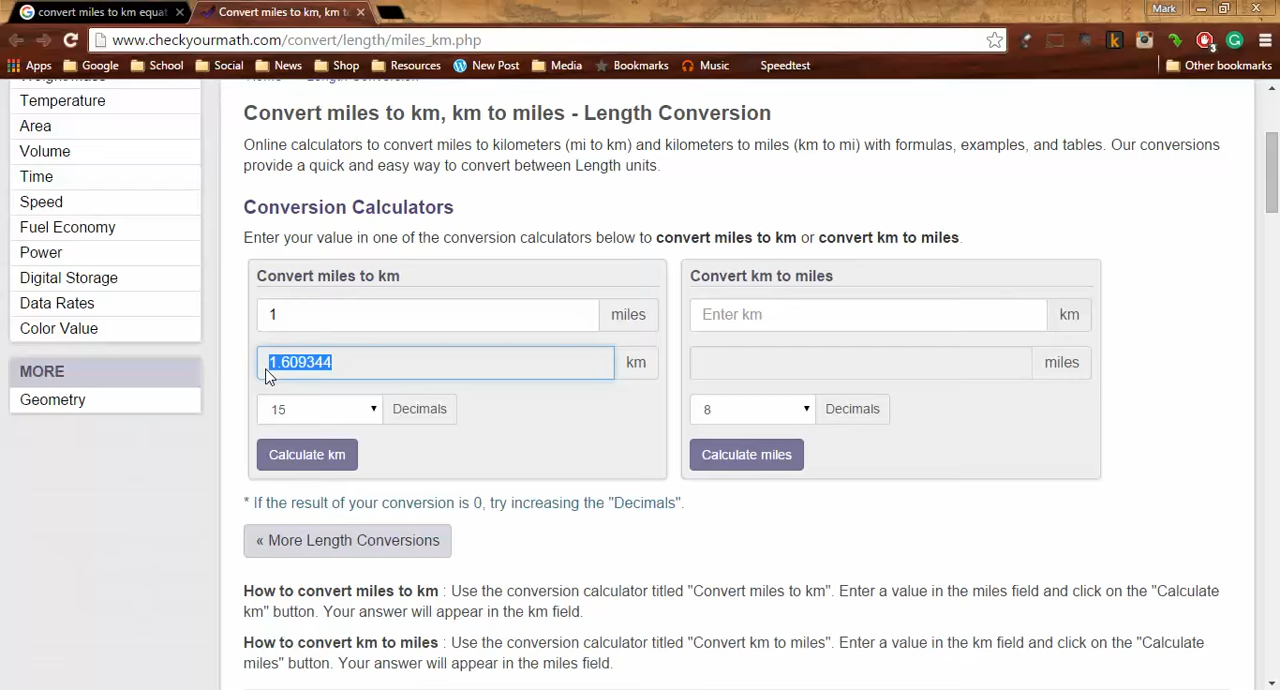 convert miles to km equat ×
Convert miles to km, km to ×
Mark
www.checkyourmath.com/convert/length/miles_km.php
3
Apps Google School Social News Shop Resources New Post Media Bookmarks Music Speedtest Other bookmarks
Temperature
Area
Volume
Time
Speed
Fuel Economy
Power
Digital Storage
Data Rates
Color Value
MORE
Geometry
Convert miles to km, km to miles - Length Conversion
Online calculators to convert miles to kilometers (mi to km) and kilometers to miles (km to mi) with formulas, examples, and tables. Our conversions
provide a quick and easy way to convert between Length units.
Conversion Calculators
Enter your value in one of the conversion calculators below to convert miles to km or convert km to miles.
Convert miles to km
1 miles
1.609344 km
15 Decimals
Calculate km
Convert km to miles
Enter km km
miles
8 Decimals
Calculate miles
* If the result of your conversion is 0, try increasing the "Decimals".
« More Length Conversions
How to convert miles to km : Use the conversion calculator titled "Convert miles to km". Enter a value in the miles field and click on the "Calculate
km" button. Your answer will appear in the km field.
How to convert km to miles : Use the conversion calculator titled "Convert km to miles". Enter a value in the km field and click on the "Calculate
miles" button. Your answer will appear in the miles field.